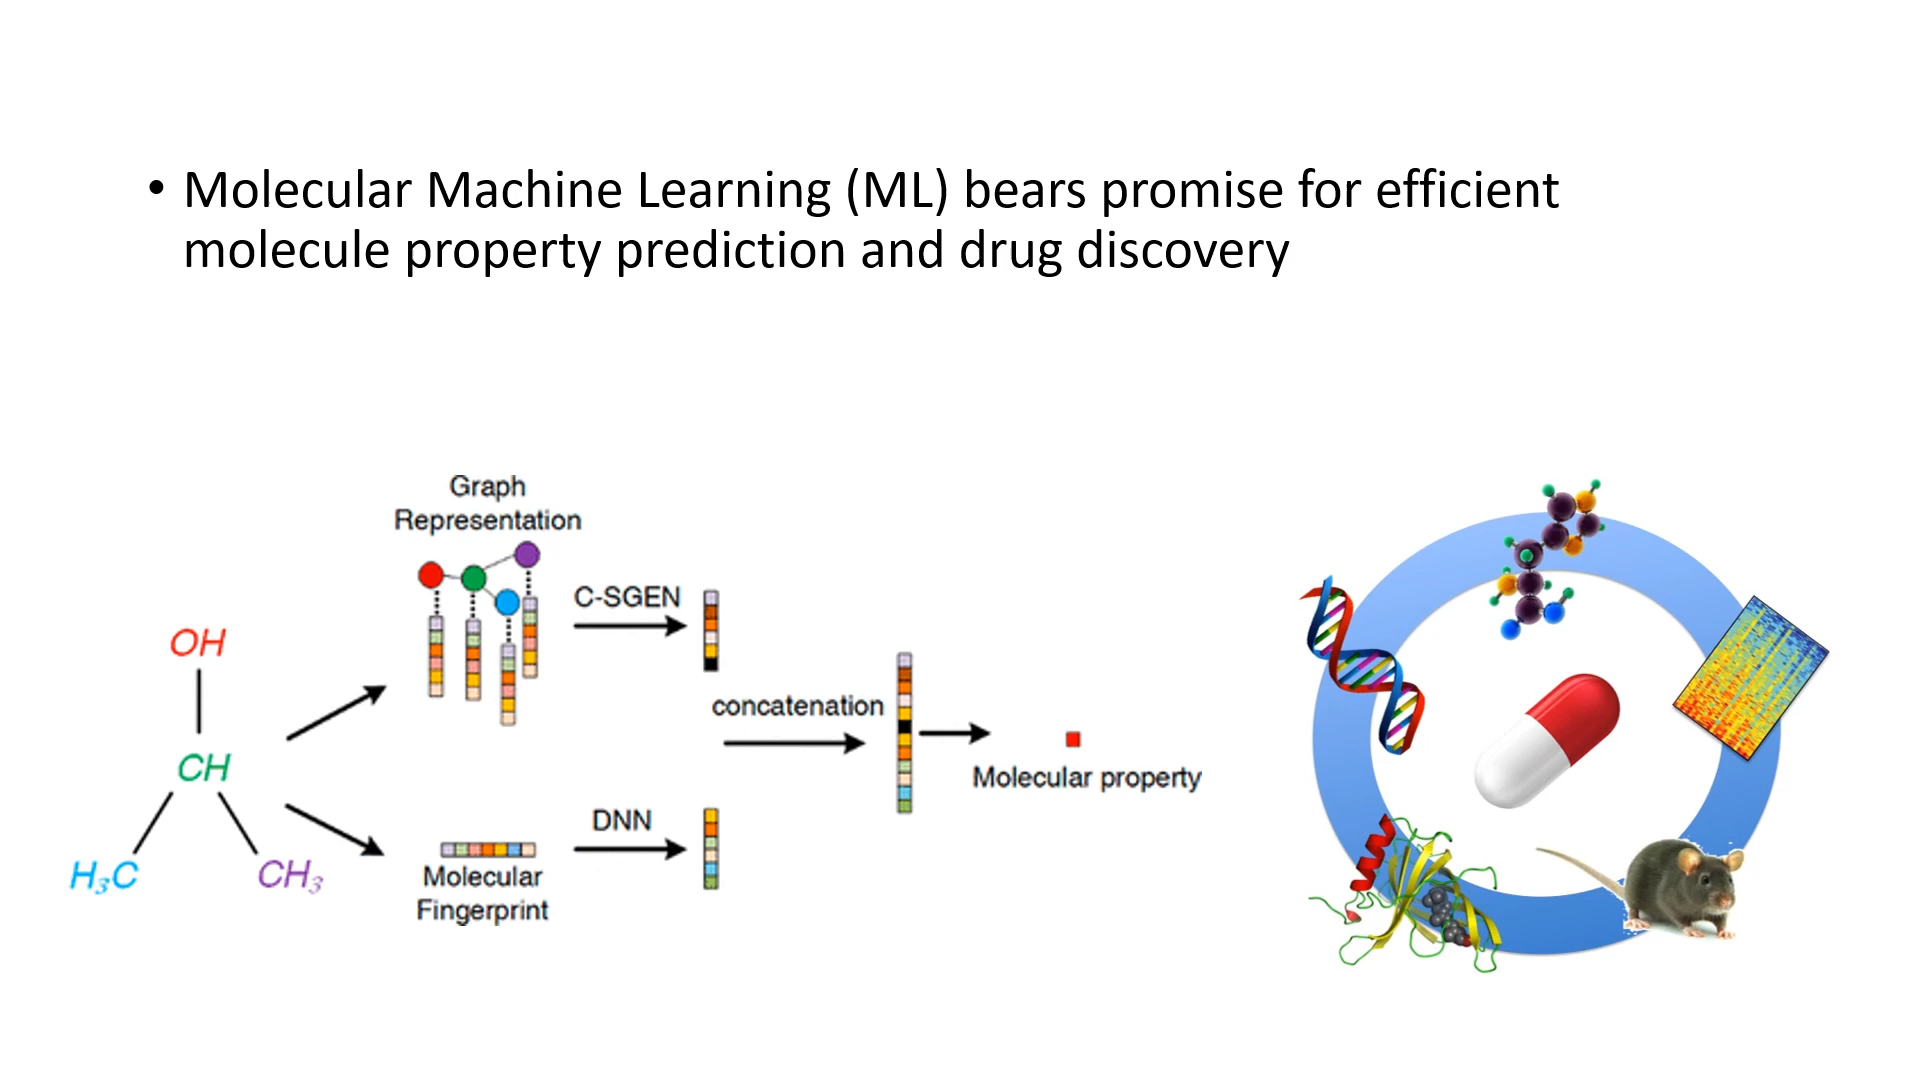 • Molecular Machine Learning (ML) bears promise for efficient
molecule property prediction and drug discovery
Graph
Representation
C-SGEN
OH
concatenation
CH
Molecular property
DNN
H₃C
CH₃
Molecular
Fingerprint